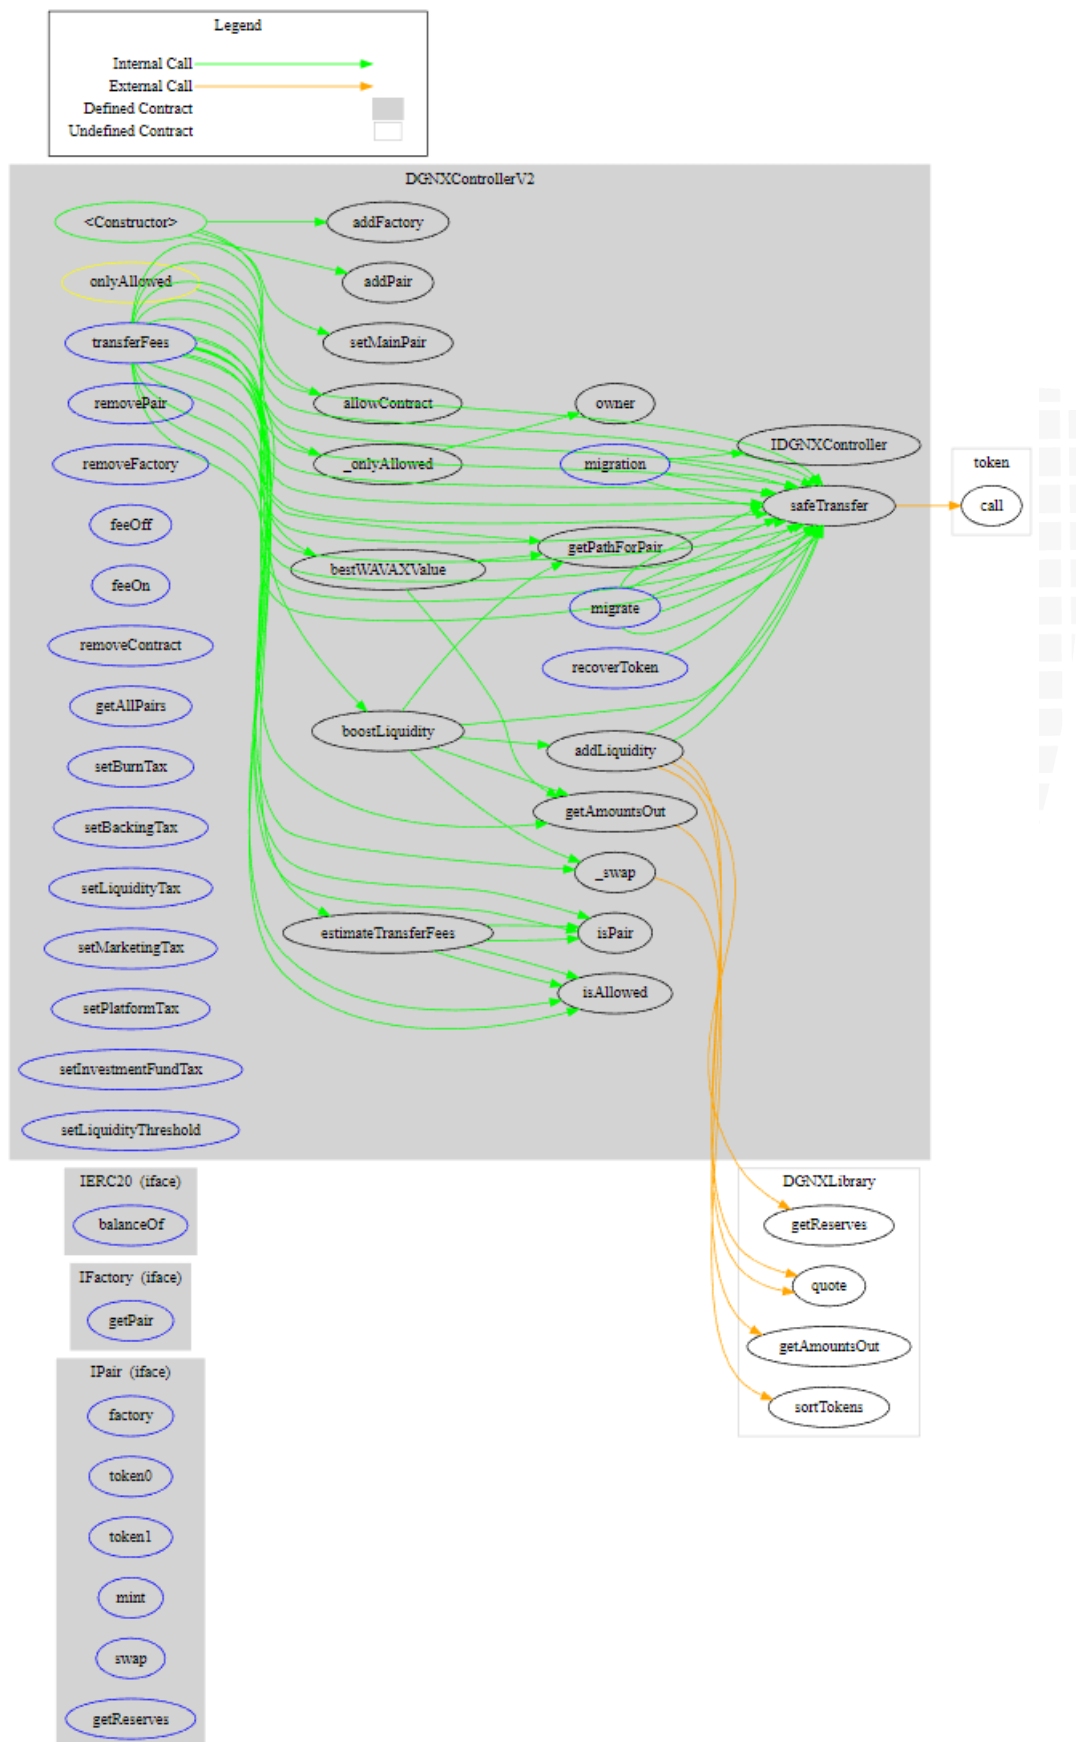 Legend
Internal Call
External Call
Defined Contract
Undefined Contract
DGNXControllerV2
<Constructor>
onlyAllowed
transferFees
removePair
removeFactory
feeOff
feeOn
removeContract
getAllPairs
setBurnTax
setBackingTax
setLiquidityTax
setMarketingTax
setPlatformTax
setInvestmentFundTax
setLiquidityThreshold
addFactory
addPair
setMainPair
allowContract
_onlyAllowed
bestWAVAXValue
boostLiquidity
estimateTransferFees
owner
migration
getPathForPair
migrate
recoverToken
addLiquidity
getAmountsOut
_swap
isPair
isAllowed
IDGNXController
safeTransfer
token
call
IERC20 (iface)
balanceOf
IFactory (iface)
getPair
IPair (iface)
factory
token0
token1
mint
swap
getReserves
DGNXLibrary
getReserves
quote
getAmountsOut
sortTokens